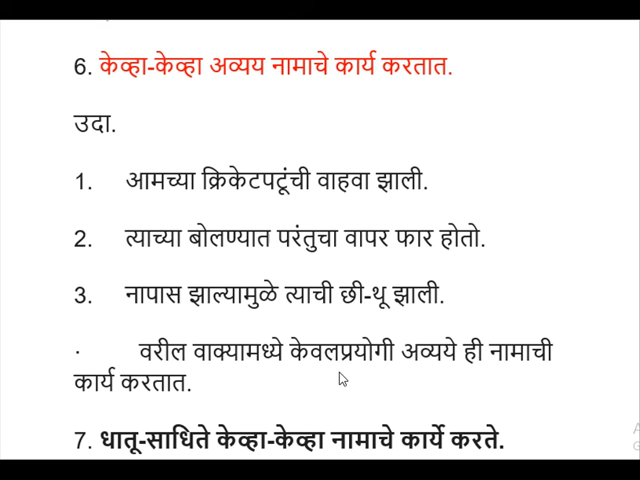 6. केव्हा-केव्हा अव्यय नामाचे कार्य करतात.
उदा.
1. आमच्या क्रिकेटपटूंची वाहवा झाली.
2. त्याच्या बोलण्यात परंतुचा वापर फार होतो.
3. नापास झाल्यामुळे त्याची छी-थू झाली.
· वरील वाक्यामध्ये केवलप्रयोगी अव्यये ही नामाची
कार्य करतात.
7. धातू-साधिते केव्हा-केव्हा नामाचे कार्ये करते.